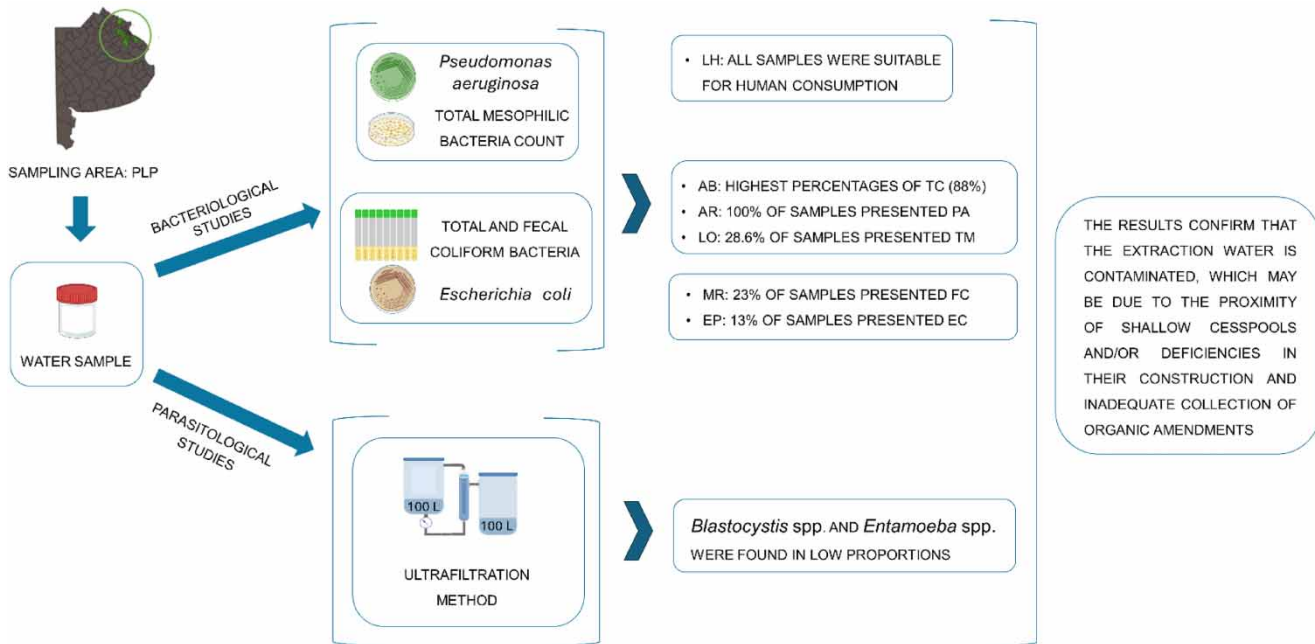 SAMPLING AREA: PLP
WATER SAMPLE
BACTERIOLOGICAL
STUDIES
PARASITOLOGICAL
STUDIES
Pseudomonas
aeruginosa
TOTAL MESOPHILIC
BACTERIA COUNT
TOTAL AND FECAL
COLIFORM BACTERIA
Escherichia coli
100 L
100 L
ULTRAFILTRATION
METHOD
• LH: ALL SAMPLES WERE SUITABLE
FOR HUMAN CONSUMPTION
• AB: HIGHEST PERCENTAGES OF TC (88%)
• AR: 100% OF SAMPLES PRESENTED PA
• LO: 28.6% OF SAMPLES PRESENTED TM
• MR: 23% OF SAMPLES PRESENTED FC
• EP: 13% OF SAMPLES PRESENTED EC
Blastocystis spp. AND Entamoeba spp.
WERE FOUND IN LOW PROPORTIONS
THE RESULTS CONFIRM THAT
THE EXTRACTION WATER IS
CONTAMINATED, WHICH MAY
BE DUE TO THE PROXIMITY
OF SHALLOW CESSPOOLS
AND/OR DEFICIENCIES IN
THEIR CONSTRUCTION AND
INADEQUATE COLLECTION OF
ORGANIC AMENDMENTS